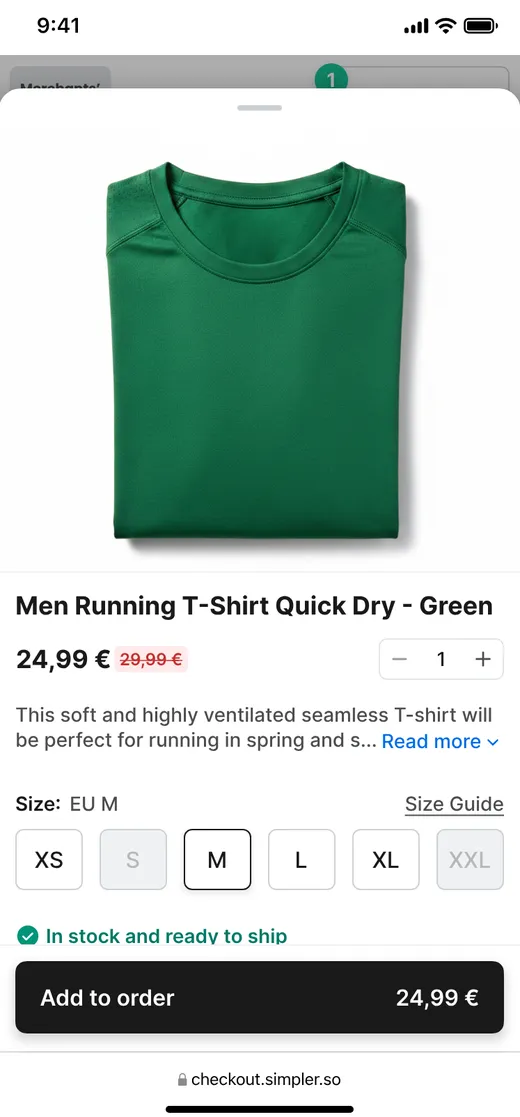 9:41
Merchants'
1
Men Running T-Shirt Quick Dry - Green
24,99 € 29,99 €
1
This soft and highly ventilated seamless T-shirt will
be perfect for running in spring and s... Read more
Size: EU M
Size Guide
XS S M L XL XXL
In stock and ready to ship
Add to order 24,99 €
checkout.simpler.so